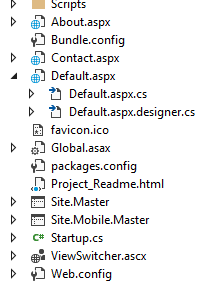 Scripts
About.aspx
Bundle.config
Contact.aspx
Default.aspx
Default.aspx.cs
Default.aspx.designer.cs
favicon.ico
Global.asax
packages.config
Project_Readme.html
Site.Master
Site.Mobile.Master
C# Startup.cs
ViewSwitcher.ascx
Web.config